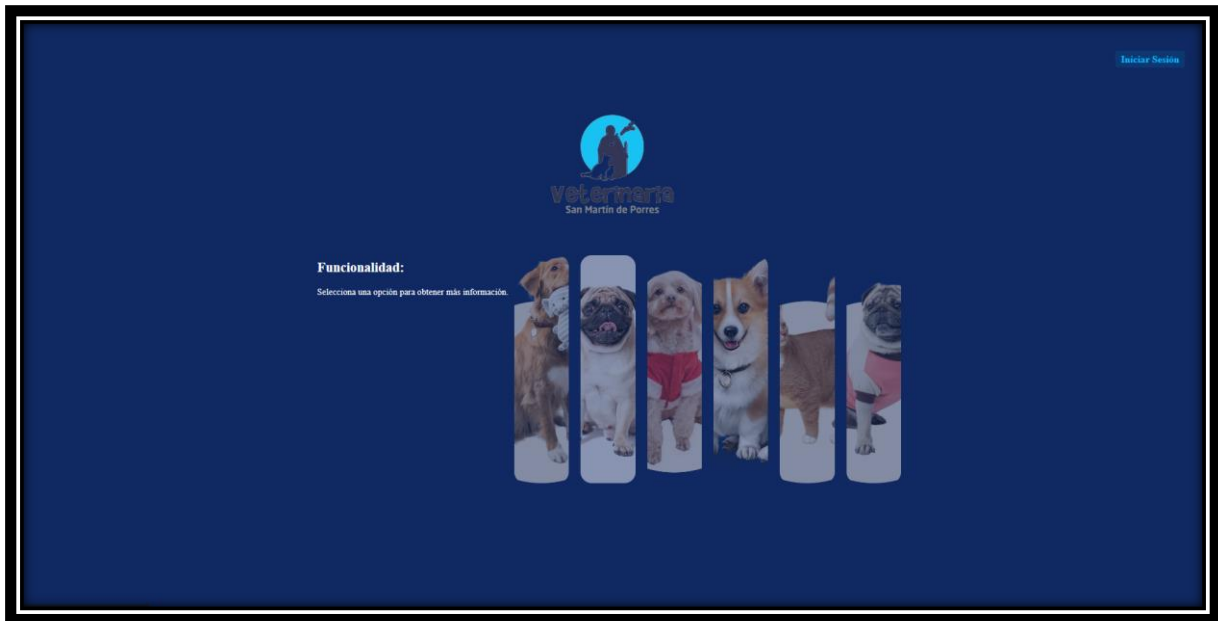 Iniciar Sesión
veterinaria
San Martín de Porres
Funcionalidad:
Selecciona una opción para obtener más información.